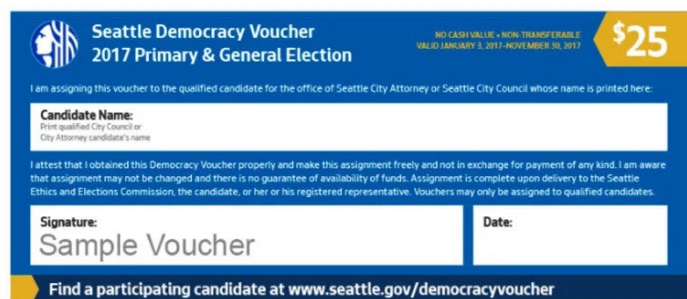 Seattle Democracy Voucher
2017 Primary & General Election
NO CASH VALUE • NON-TRANSFERABLE
VALID JANUARY 3, 2017-NOVEMBER 30, 2017
$25
I am assigning this voucher to the qualified candidate for the office of Seattle City Attorney or Seattle City Council whose name is printed here:
Candidate Name:
Print qualified City Council or
City Attorney candidate's name
I attest that I obtained this Democracy Voucher properly and make this assignment freely and not in exchange for payment of any kind. I am aware
that assignment may not be changed and there is no guarantee of availability of funds. Assignment is complete upon delivery to the Seattle
Ethics and Elections Commission, the candidate, or her or his registered representative. Vouchers may only be assigned to qualified candidates.
Signature:
Sample Voucher
Date:
Find a participating candidate at www.seattle.gov/democracyvoucher